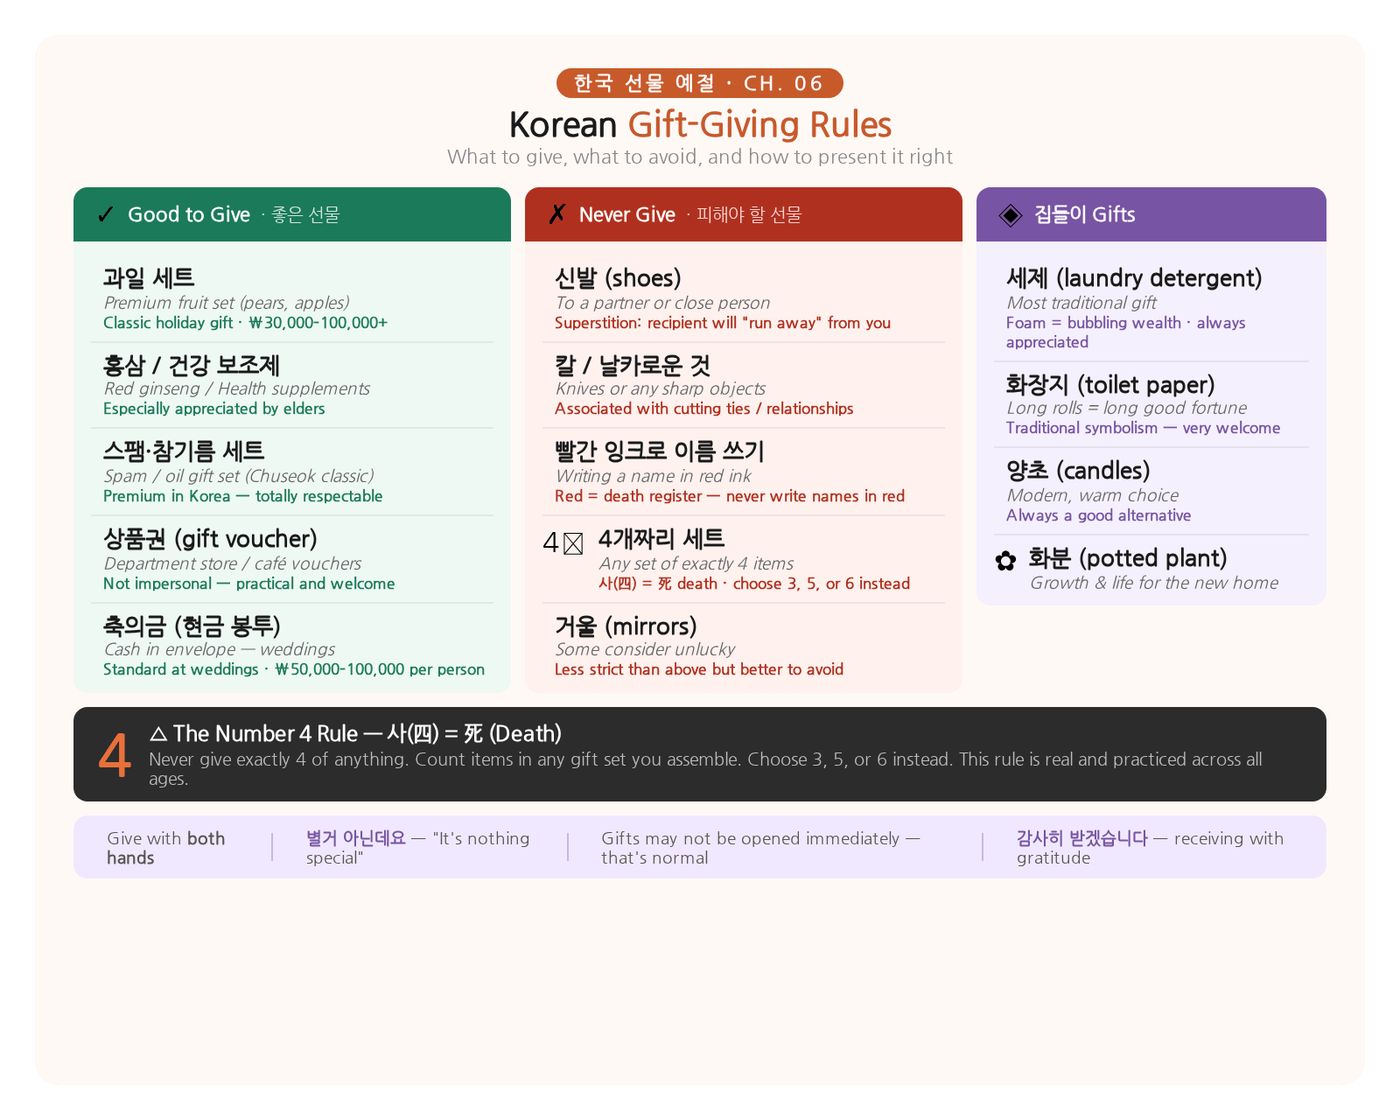 한국 선물 예절 · CH. 06
Korean Gift-Giving Rules
What to give, what to avoid, and how to present it right
✓ Good to Give · 좋은 선물
과일 세트
Premium fruit set (pears, apples)
Classic holiday gift · ₩30,000-100,000+
홍삼 / 건강 보조제
Red ginseng / Health supplements
Especially appreciated by elders
스팸·참기름 세트
Spam / oil gift set (Chuseok classic)
Premium in Korea — totally respectable
상품권 (gift voucher)
Department store / café vouchers
Not impersonal — practical and welcome
축의금 (현금 봉투)
Cash in envelope — weddings
Standard at weddings · ₩50,000-100,000 per person
✗ Never Give · 피해야 할 선물
신발 (shoes)
To a partner or close person
Superstition: recipient will "run away" from you
칼 / 날카로운 것
Knives or any sharp objects
Associated with cutting ties / relationships
빨간 잉크로 이름 쓰기
Writing a name in red ink
Red = death register — never write names in red
4 4개짜리 세트
Any set of exactly 4 items
사(四) = 死 death · choose 3, 5, or 6 instead
거울 (mirrors)
Some consider unlucky
Less strict than above but better to avoid
◈ 집들이 Gifts
세제 (laundry detergent)
Most traditional gift
Foam = bubbling wealth · always
appreciated
화장지 (toilet paper)
Long rolls = long good fortune
Traditional symbolism — very welcome
양초 (candles)
Modern, warm choice
Always a good alternative
✿ 화분 (potted plant)
Growth & life for the new home
4
△ The Number 4 Rule — 사(四) = 死 (Death)
Never give exactly 4 of anything. Count items in any gift set you assemble. Choose 3, 5, or 6 instead. This rule is real and practiced across all
ages.
Give with both
hands
별거 아닌데요 — "It's nothing
special"
Gifts may not be opened immediately —
that's normal
감사히 받겠습니다 — receiving with
gratitude